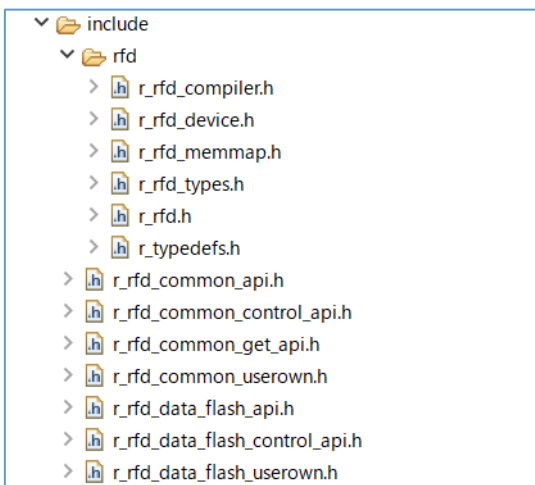 include
rfd
.h r_rfd_compiler.h
.h r_rfd_device.h
.h r_rfd_memmap.h
.h r_rfd_types.h
.h r_rfd.h
.h r_typedefs.h
.h r_rfd_common_api.h
.h r_rfd_common_control_api.h
.h r_rfd_common_get_api.h
.h r_rfd_common_userown.h
.h r_rfd_data_flash_api.h
.h r_rfd_data_flash_control_api.h
.h r_rfd_data_flash_userown.h